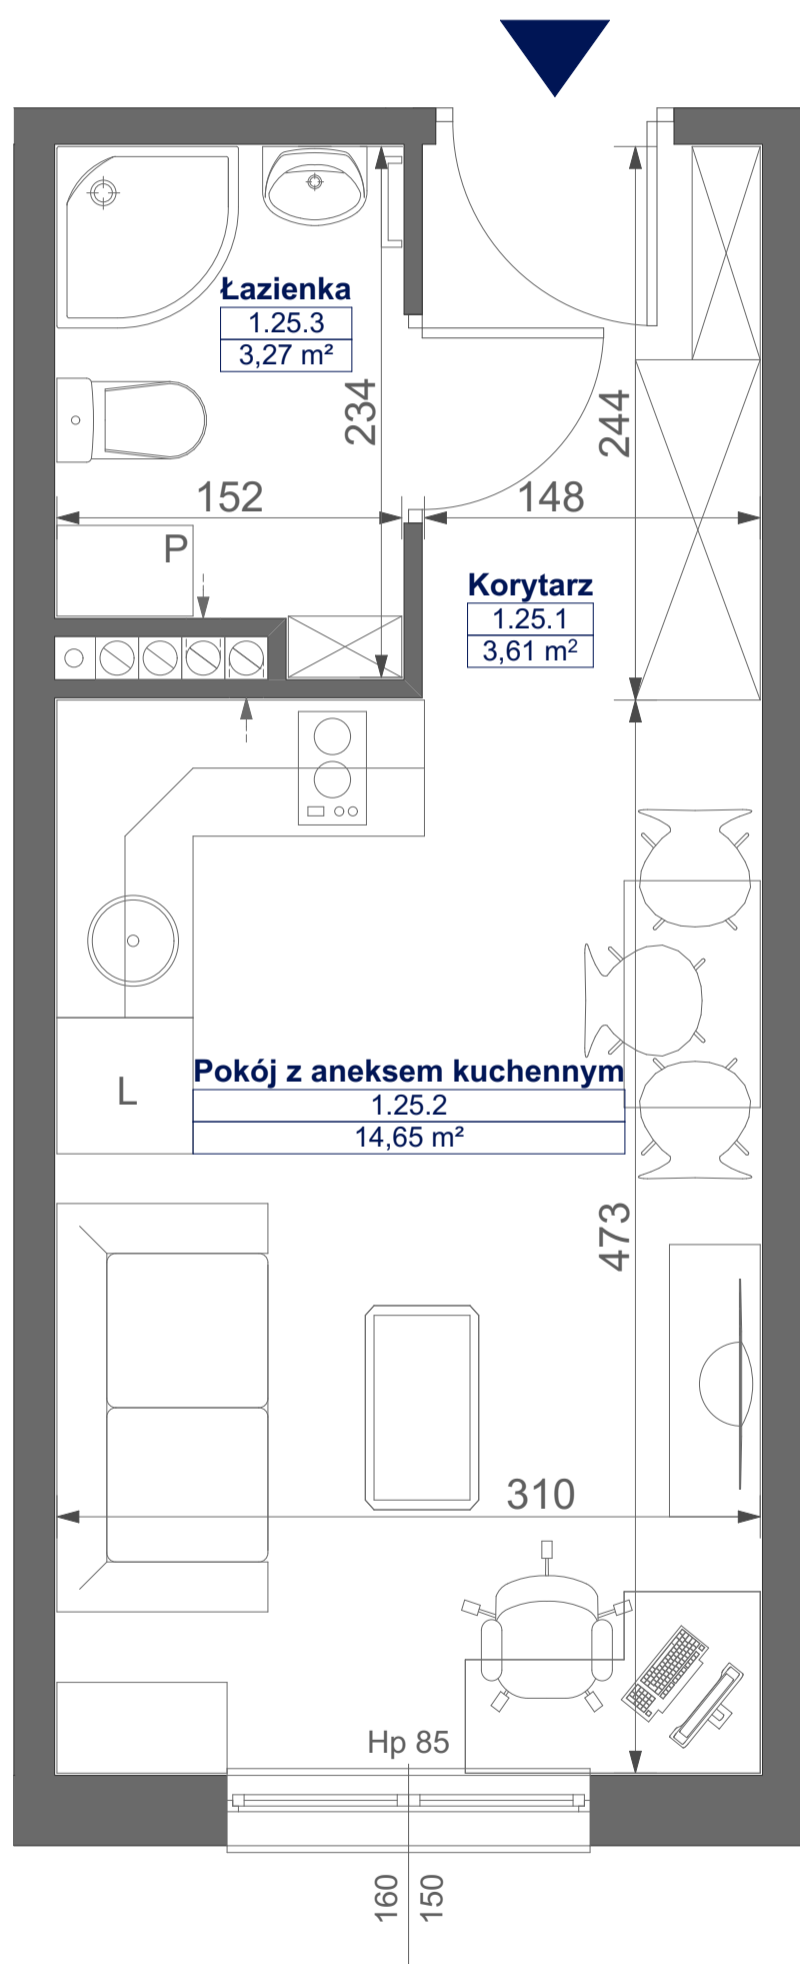 Łazienka
1.25.3
3,27 m²
234
244
152
148
P
Korytarz
1.25.1
3,61 m²
Pokój z aneksem kuchennym
1.25.2
14,65 m²
L
473
310
Hp 85
160
150